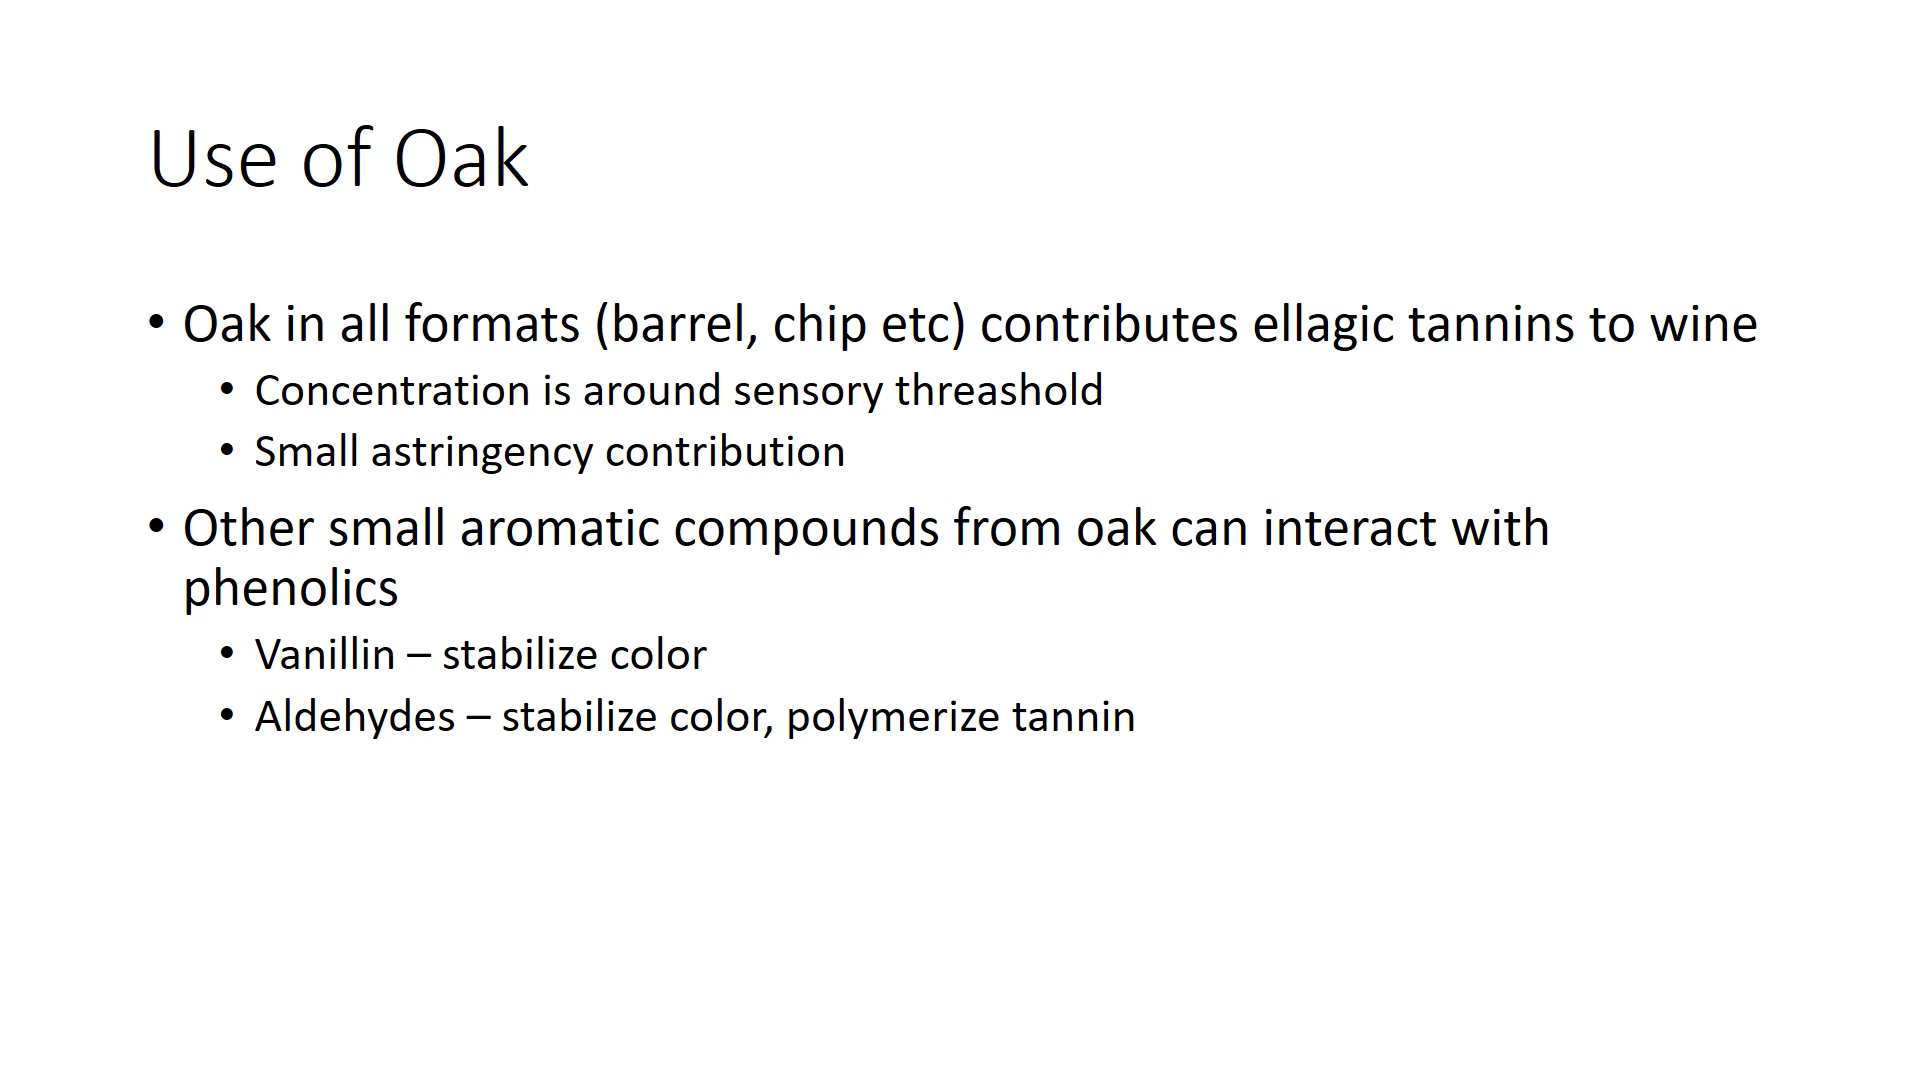 Use of Oak
• Oak in all formats (barrel, chip etc) contributes ellagic tannins to wine
• Concentration is around sensory threashold
• Small astringency contribution
• Other small aromatic compounds from oak can interact with
phenolics
• Vanillin – stabilize color
• Aldehydes – stabilize color, polymerize tannin